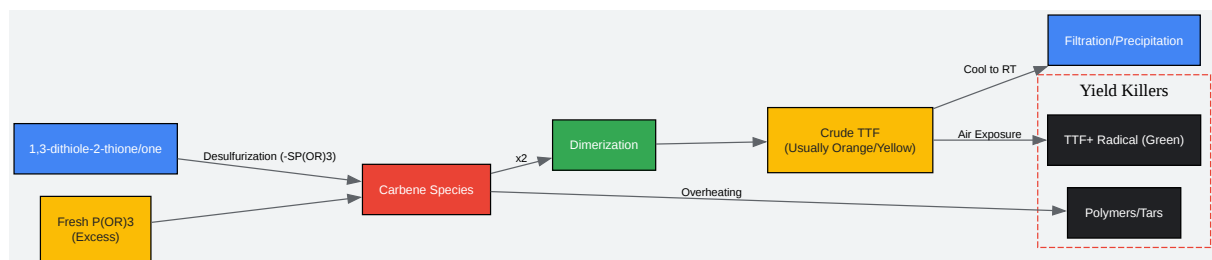 Filtration/Precipitation
Cool to RT
Yield Killers
1,3-dithiole-2-thione/one
Desulfurization (-SP(OR)3)
Fresh P(OR)3
(Excess)
Carbene Species
x2
Dimerization
Crude TTF
(Usually Orange/Yellow)
Air Exposure
TTF+ Radical (Green)
Overheating
Polymers/Tars